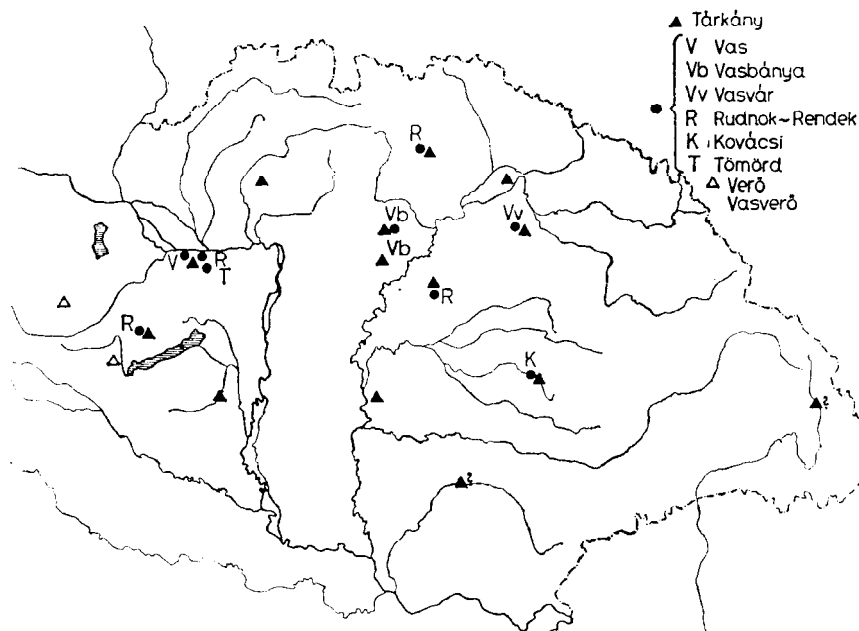 Tárkány
V Vas
Vb Vasbánya
Vv Vasvár
R Rudnok~Rendek
K Kovácsi
T Tömörd
Verő
Vasverő
R
Vb
Vv
Vb
V
R
T
R
R
K
?
?